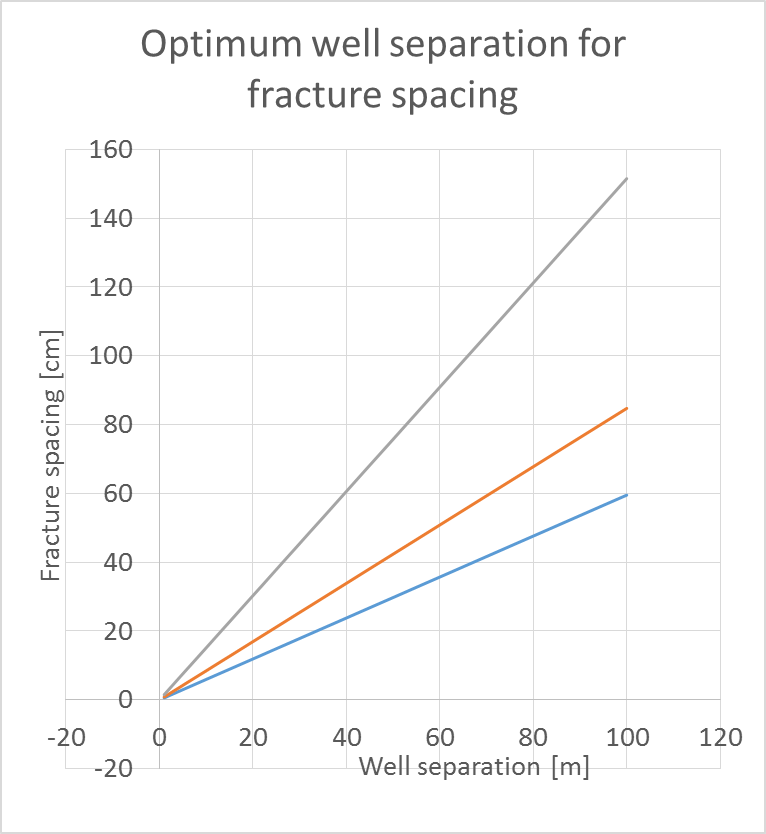 Optimum well separation for
fracture spacing
160
140
120
100
80
60
40
20
0
-20
Fracture spacing [cm]
-20 0 20 40 60 80 100 120
Well separation [m]